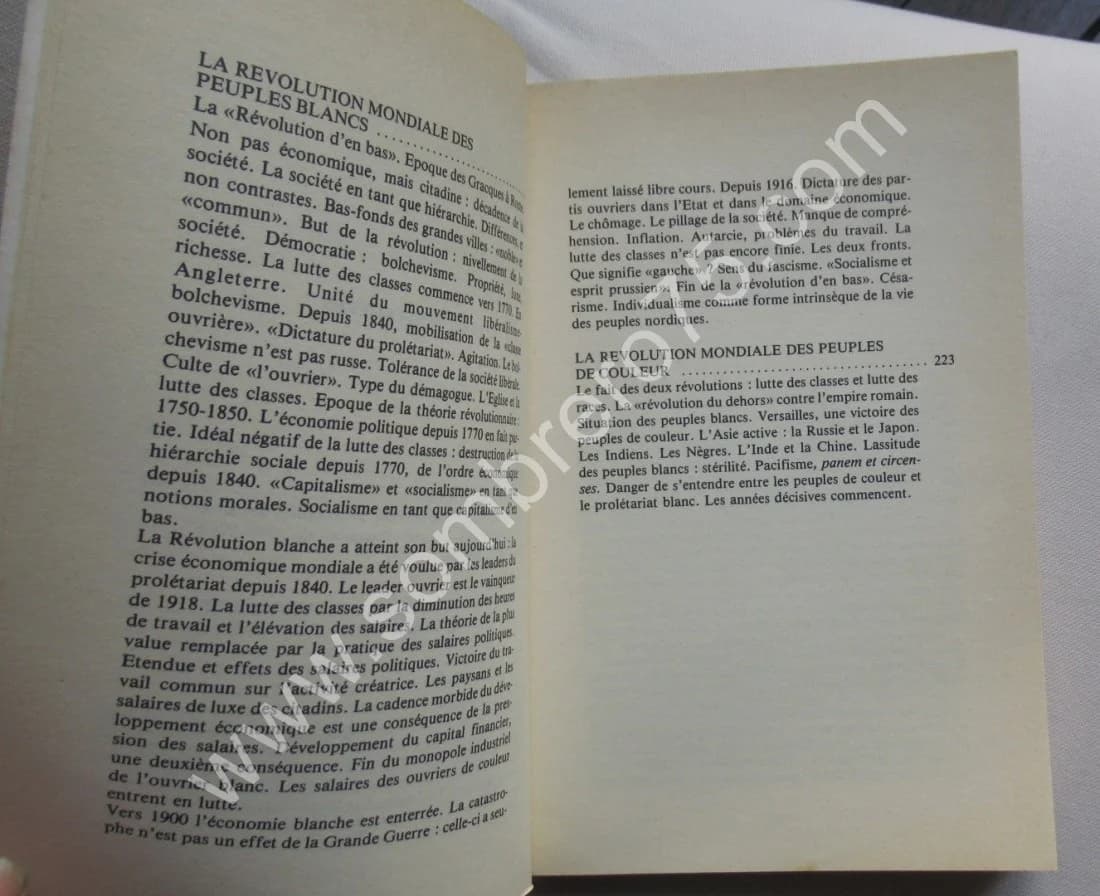 LA REVOLUTION MONDIALE DES
PEUPLES BLANCS ....................
La «Révolution d'en bas». Epoque des Gracques à Rome.
Non pas économique, mais citadine : décadence de la
société. La société en tant que hiérarchie. Différences, et
non contrastes. Bas-fonds des grandes villes : «noble» et
«commun». But de la révolution : nivellement de la
société. Démocratie : bolchevisme. Propriété, luxe,
richesse. La lutte des classes commence vers 1770. En
Angleterre. Unité du mouvement libéralisme-
bolchevisme. Depuis 1840, mobilisation de la «classe
ouvrière». «Dictature du prolétariat». Agitation. Le bol-
chevisme n'est pas russe. Tolérance de la société libérale.
Culte de «l'ouvrier». Type du démagogue. L'Eglise et la
lutte des classes. Epoque de la théorie révolutionnaire :
1750-1850. L'économie politique depuis 1770 en fait par-
tie. Idéal négatif de la lutte des classes : destruction de la
hiérarchie sociale depuis 1770, de l'ordre économique
depuis 1840. «Capitalisme» et «socialisme» en tant que
notions morales. Socialisme en tant que capitalisme d'en
bas.
La Révolution blanche a atteint son but aujourd'hui : la
crise économique mondiale a été voulue par les leaders du
prolétariat depuis 1840. Le leader ouvrier est le vainqueur
de 1918. La lutte des classes par la diminution des heures
de travail et l'élévation des salaires. La théorie de la plus
value remplacée par la pratique des salaires politiques.
Etendue et effets des salaires politiques. Victoire du tra-
vail commun sur l'activité créatrice. Les paysans et les
salaires de luxe des citadins. La cadence morbide du déve-
loppement économique est une conséquence de la pres-
sion des salaires. Développement du capital financier,
une deuxième conséquence. Fin du monopole industriel
de l'ouvrier blanc. Les salaires des ouvriers de couleur
entrent en lutte.
Vers 1900 l'économie blanche est enterrée. La catastro-
phe n'est pas un effet de la Grande Guerre : celle-ci a seu-
lement laissé libre cours. Depuis 1916. Dictature des par-
tis ouvriers dans l'Etat et dans le domaine économique.
Le chômage. Le pillage de la société. Manque de compré-
hension. Inflation. Autarcie, problèmes du travail. La
lutte des classes n'est pas encore finie. Les deux fronts.
Que signifie «gauche» ? Sens du fascisme. «Socialisme et
esprit prussien». Fin de la «révolution d'en bas». Césa-
risme. Individualisme comme forme intrinsèque de la vie
des peuples nordiques.
LA REVOLUTION MONDIALE DES PEUPLES
DE COULEUR .................................... 223
Le fait des deux révolutions : lutte des classes et lutte des
races. La «révolution du dehors» contre l'empire romain.
Situation des peuples blancs. Versailles, une victoire des
peuples de couleur. L'Asie active : la Russie et le Japon.
Les Indiens. Les Nègres. L'Inde et la Chine. Lassitude
des peuples blancs : stérilité. Pacifisme, panem et circen-
ses. Danger de s'entendre entre les peuples de couleur et
le prolétariat blanc. Les années décisives commencent.
www.sombrero75.com